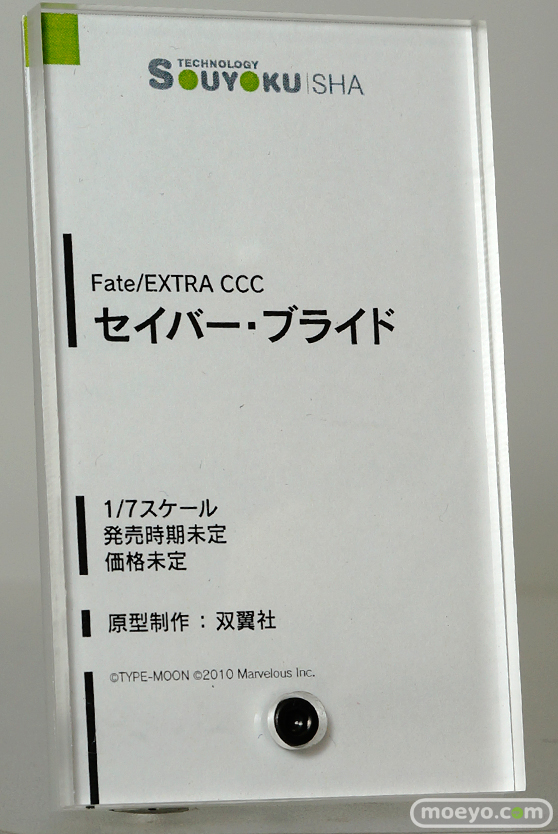 TECHNOLOGY
SOUYOKU|SHA
Fate/EXTRA CCC
セイバー・ブライド
1/7スケール
発売時期未定
価格未定
原型制作：双翼社
©TYPE-MOON ©2010 Marvelous Inc.
moeyo.com